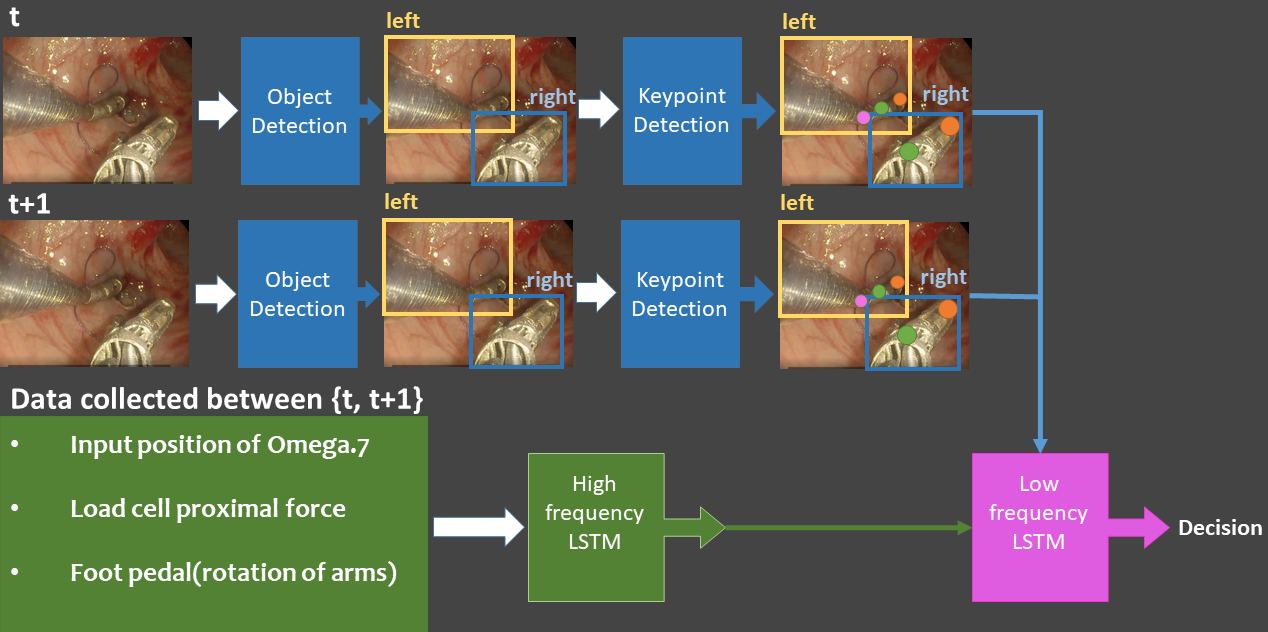 t
left
left
Object
Detection
right
Keypoint
Detection
right
t+1
left
left
Object
Detection
right
Keypoint
Detection
right
Data collected between {t, t+1}
• Input position of Omega.7
• Load cell proximal force
• Foot pedal(rotation of arms)
High
frequency
LSTM
Low
frequency
LSTM
Decision